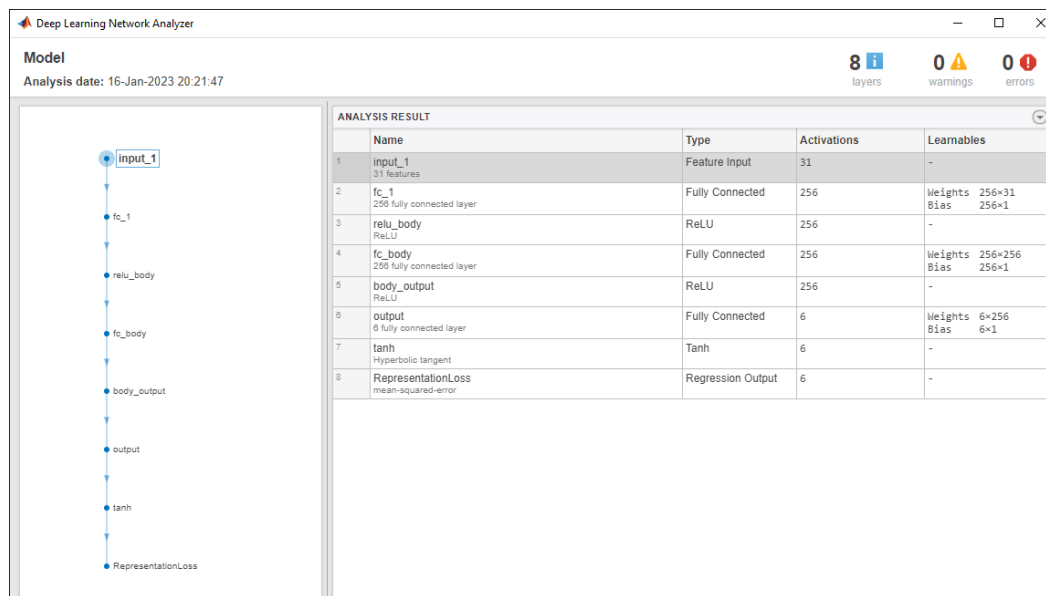 Deep Learning Network Analyzer
Model
Analysis date: 16-Jan-2023 20:21:47
8 i
layers
0
warnings
0
errors
input_1
fc_1
relu_body
fc_body
body_output
output
tanh
RepresentationLoss
ANALYSIS RESULT
Name Type Activations Learnables
1 input_1 Feature Input 31 -
31 features
2 fc_1 Fully Connected 256 Weights 256×31
256 fully connected layer Bias 256×1
3 relu_body ReLU 256 -
ReLU
4 fc_body Fully Connected 256 Weights 256×256
256 fully connected layer Bias 256×1
5 body_output ReLU 256 -
ReLU
6 output Fully Connected 6 Weights 6×256
6 fully connected layer Bias 6×1
7 tanh Tanh 6 -
Hyperbolic tangent
8 RepresentationLoss Regression Output 6 -
mean-squared-error